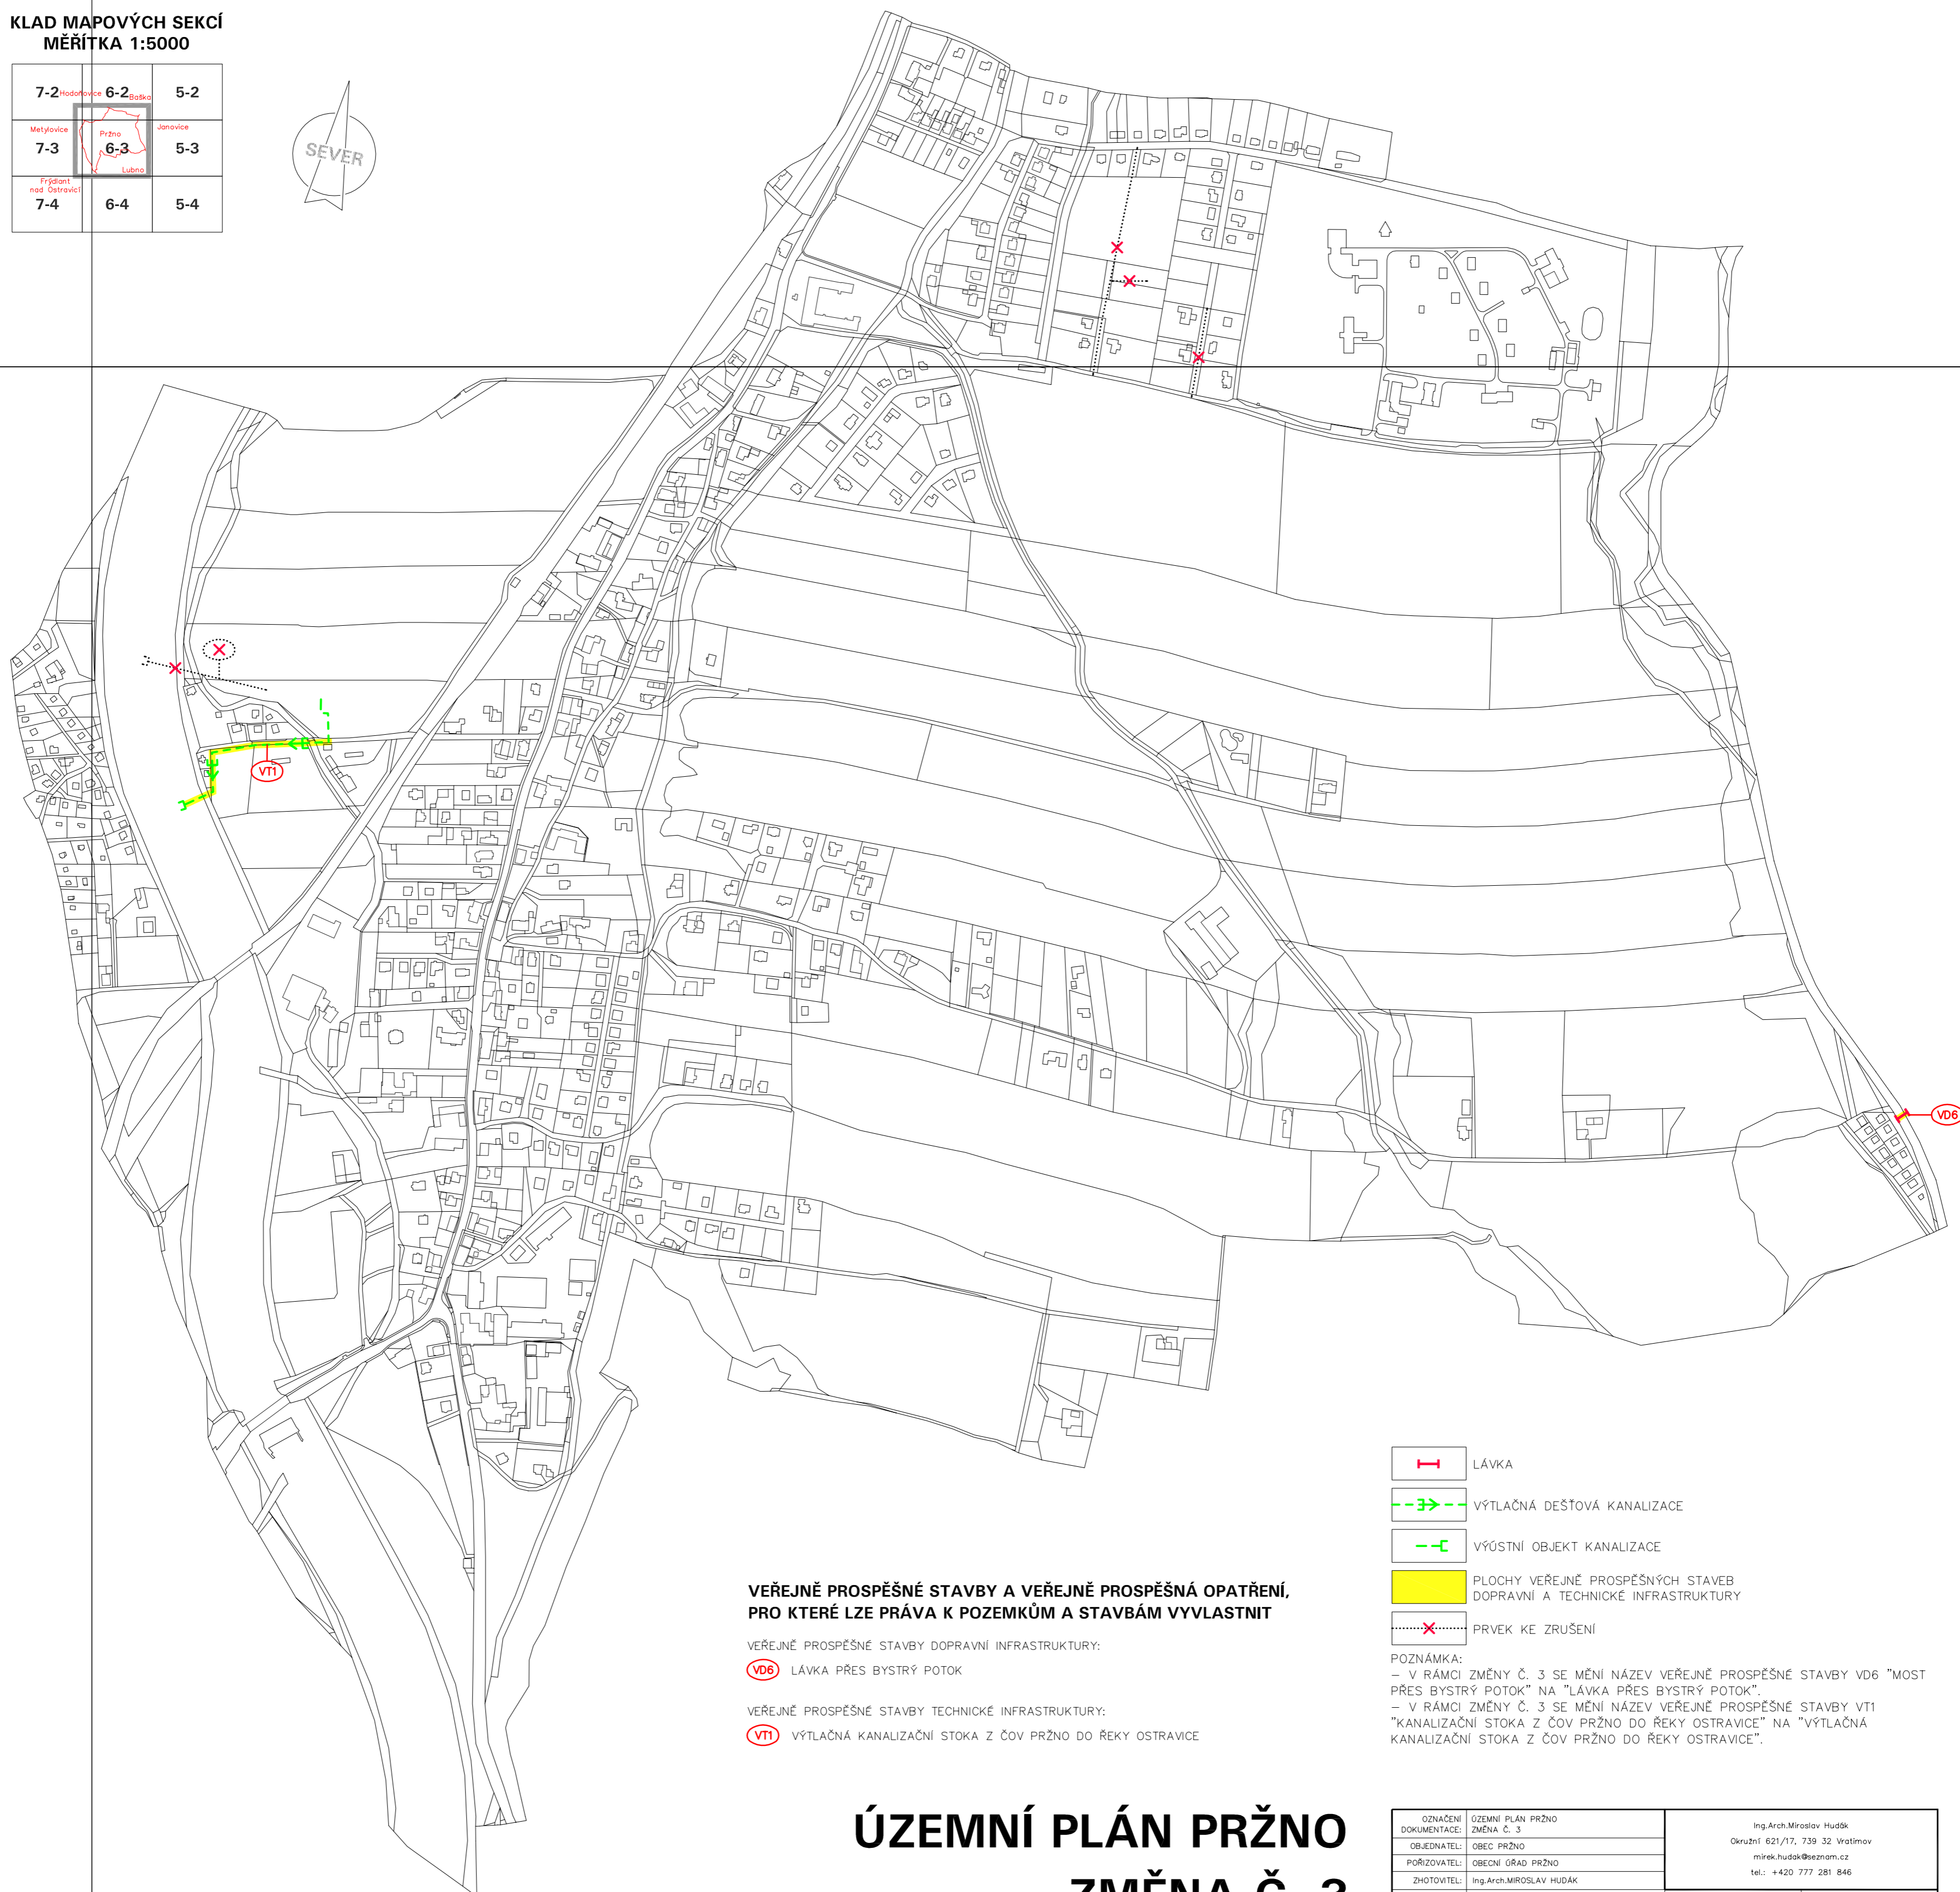 KLAD MAPOVÝCH SEKCÍ
MĚŘÍTKA 1:5000
7-2 Hodoňovice 6-2 Baška 5-2
Metylovice Pržno Janovice
7-3 6-3 5-3
Lubno
Frýdlant
nad Ostravicí
7-4 6-4 5-4
SEVER
VT1
VD6
LÁVKA
VÝTLAČNÁ DEŠŤOVÁ KANALIZACE
VÝÚSTNÍ OBJEKT KANALIZACE
PLOCHY VEŘEJNĚ PROSPĚŠNÝCH STAVEB
DOPRAVNÍ A TECHNICKÉ INFRASTRUKTURY
PRVEK KE ZRUŠENÍ
POZNÁMKA:
– V RÁMCI ZMĚNY Č. 3 SE MĚNÍ NÁZEV VEŘEJNĚ PROSPĚŠNÉ STAVBY VD6 "MOST
PŘES BYSTRÝ POTOK" NA "LÁVKA PŘES BYSTRÝ POTOK".
– V RÁMCI ZMĚNY Č. 3 SE MĚNÍ NÁZEV VEŘEJNĚ PROSPĚŠNÉ STAVBY VT1
"KANALIZAČNÍ STOKA Z ČOV PRŽNO DO ŘEKY OSTRAVICE" NA "VÝTLAČNÁ
KANALIZAČNÍ STOKA Z ČOV PRŽNO DO ŘEKY OSTRAVICE".
VEŘEJNĚ PROSPĚŠNÉ STAVBY A VEŘEJNĚ PROSPĚŠNÁ OPATŘENÍ,
PRO KTERÉ LZE PRÁVA K POZEMKŮM A STAVBÁM VYVLASTNIT
VEŘEJNĚ PROSPĚŠNÉ STAVBY DOPRAVNÍ INFRASTRUKTURY:
VD6 LÁVKA PŘES BYSTRÝ POTOK
VEŘEJNĚ PROSPĚŠNÉ STAVBY TECHNICKÉ INFRASTRUKTURY:
VT1 VÝTLAČNÁ KANALIZAČNÍ STOKA Z ČOV PRŽNO DO ŘEKY OSTRAVICE
ÚZEMNÍ PLÁN PRŽNO
ZMĚNA Č. 3
OZNAČENÍ DOKUMENTACE: ÚZEMNÍ PLÁN PRŽNO ZMĚNA Č. 3
OBJEDNATEL: OBEC PRŽNO
POŘIZOVATEL: OBECNÍ ÚŘAD PRŽNO
ZHOTOVITEL: Ing.Arch.MIROSLAV HUDÁK
Ing.Arch.Miroslav Hudák
Okružní 621/17, 739 32 Vratimov
mirek.hudak@seznam.cz
tel.: +420 777 281 846